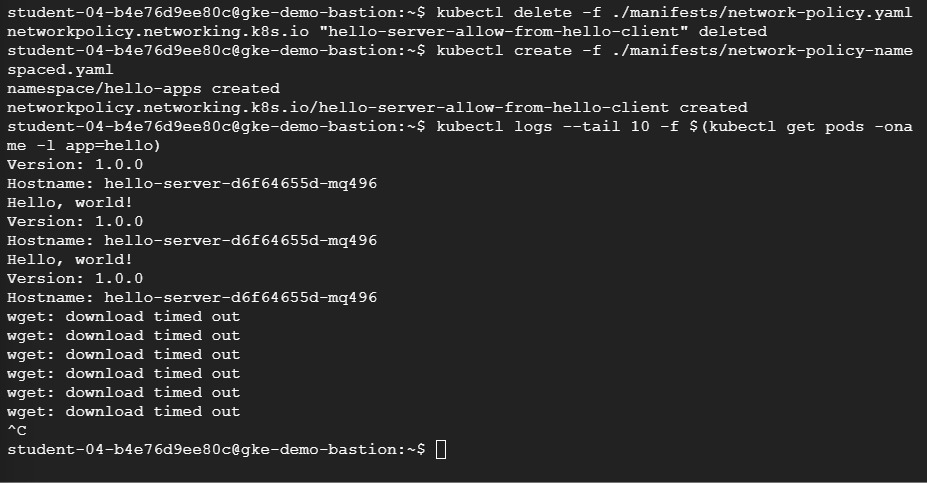 student-04-b4e76d9ee80c@gke-demo-bastion:~$ kubectl delete -f ./manifests/network-policy.yaml
networkpolicy.networking.k8s.io "hello-server-allow-from-hello-client" deleted
student-04-b4e76d9ee80c@gke-demo-bastion:~$ kubectl create -f ./manifests/network-policy-name
spaced.yaml
namespace/hello-apps created
networkpolicy.networking.k8s.io/hello-server-allow-from-hello-client created
student-04-b4e76d9ee80c@gke-demo-bastion:~$ kubectl logs --tail 10 -f $(kubectl get pods -ona
me -l app=hello)
Version: 1.0.0
Hostname: hello-server-d6f64655d-mq496
Hello, world!
Version: 1.0.0
Hostname: hello-server-d6f64655d-mq496
Hello, world!
Version: 1.0.0
Hostname: hello-server-d6f64655d-mq496
wget: download timed out
wget: download timed out
wget: download timed out
wget: download timed out
wget: download timed out
wget: download timed out
^C
student-04-b4e76d9ee80c@gke-demo-bastion:~$